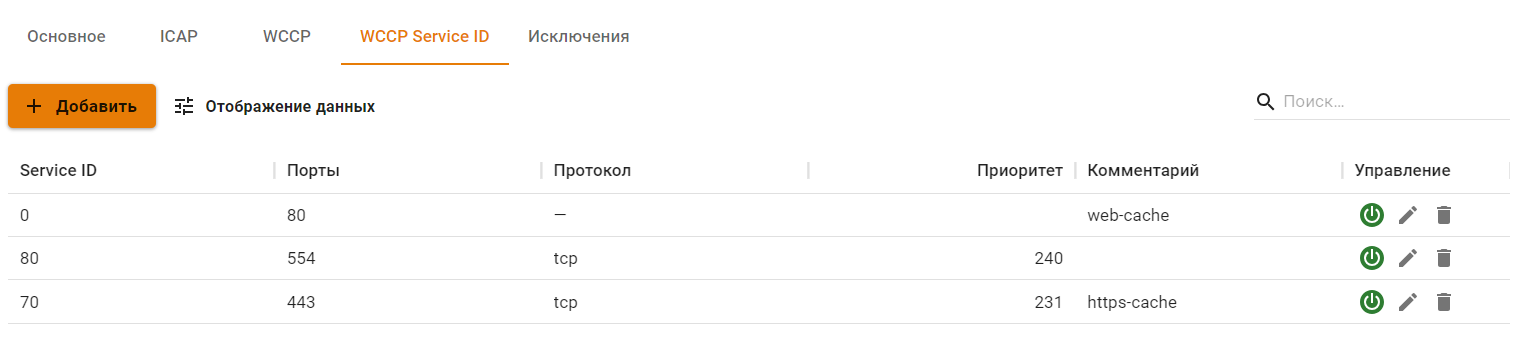 Основное ICAP WCCP WCCP Service ID Исключения
Добавить Отображение данных Поиск...
Service ID Порты Протокол Приоритет Комментарий Управление
0 80 — web-cache
80 554 tcp 240
70 443 tcp 231 https-cache